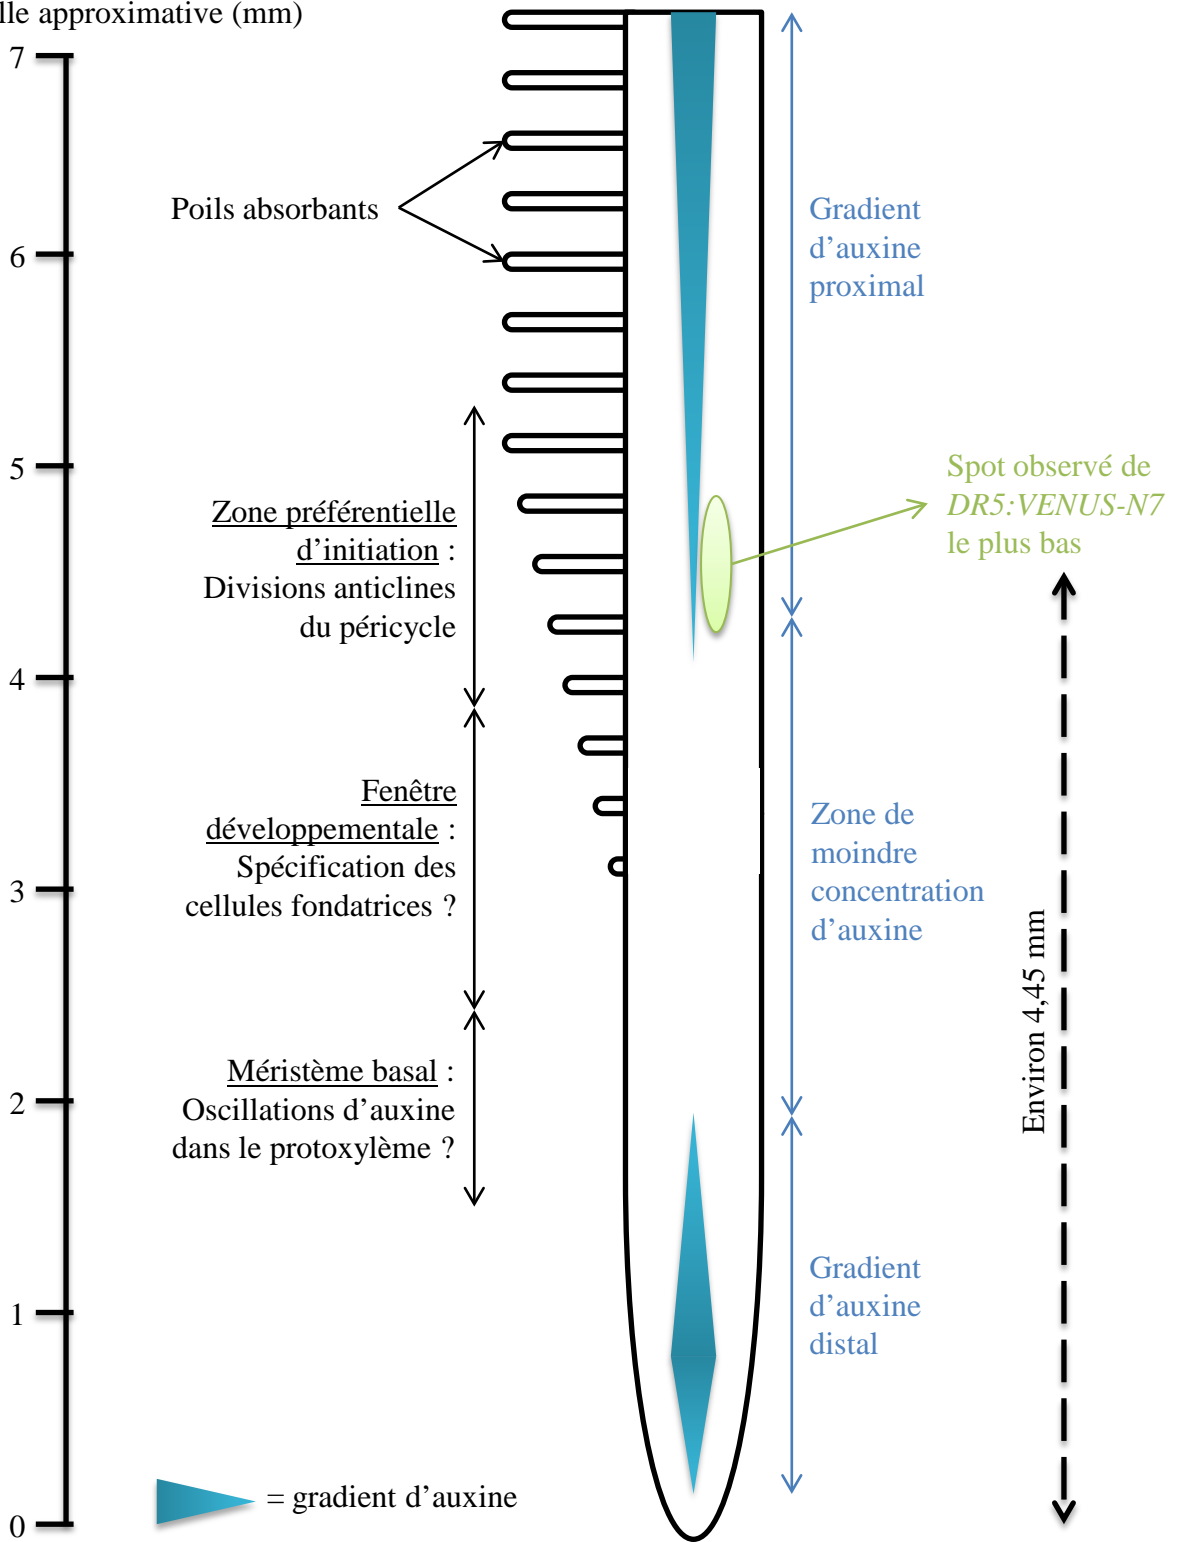 lle approximative (mm)
7
6
5
4
3
2
1
0
Poils absorbants
Zone préférentielle
d’initiation :
Divisions anticlines
du péricycle
Fenêtre
développementale :
Spécification des
cellules fondatrices ?
Méristème basal :
Oscillations d’auxine
dans le protoxylème ?
= gradient d’auxine
Gradient
d’auxine
proximal
Zone de
moindre
concentration
d’auxine
Gradient
d’auxine
distal
Spot observé de
DR5:VENUS-N7
le plus bas
Environ 4,45 mm